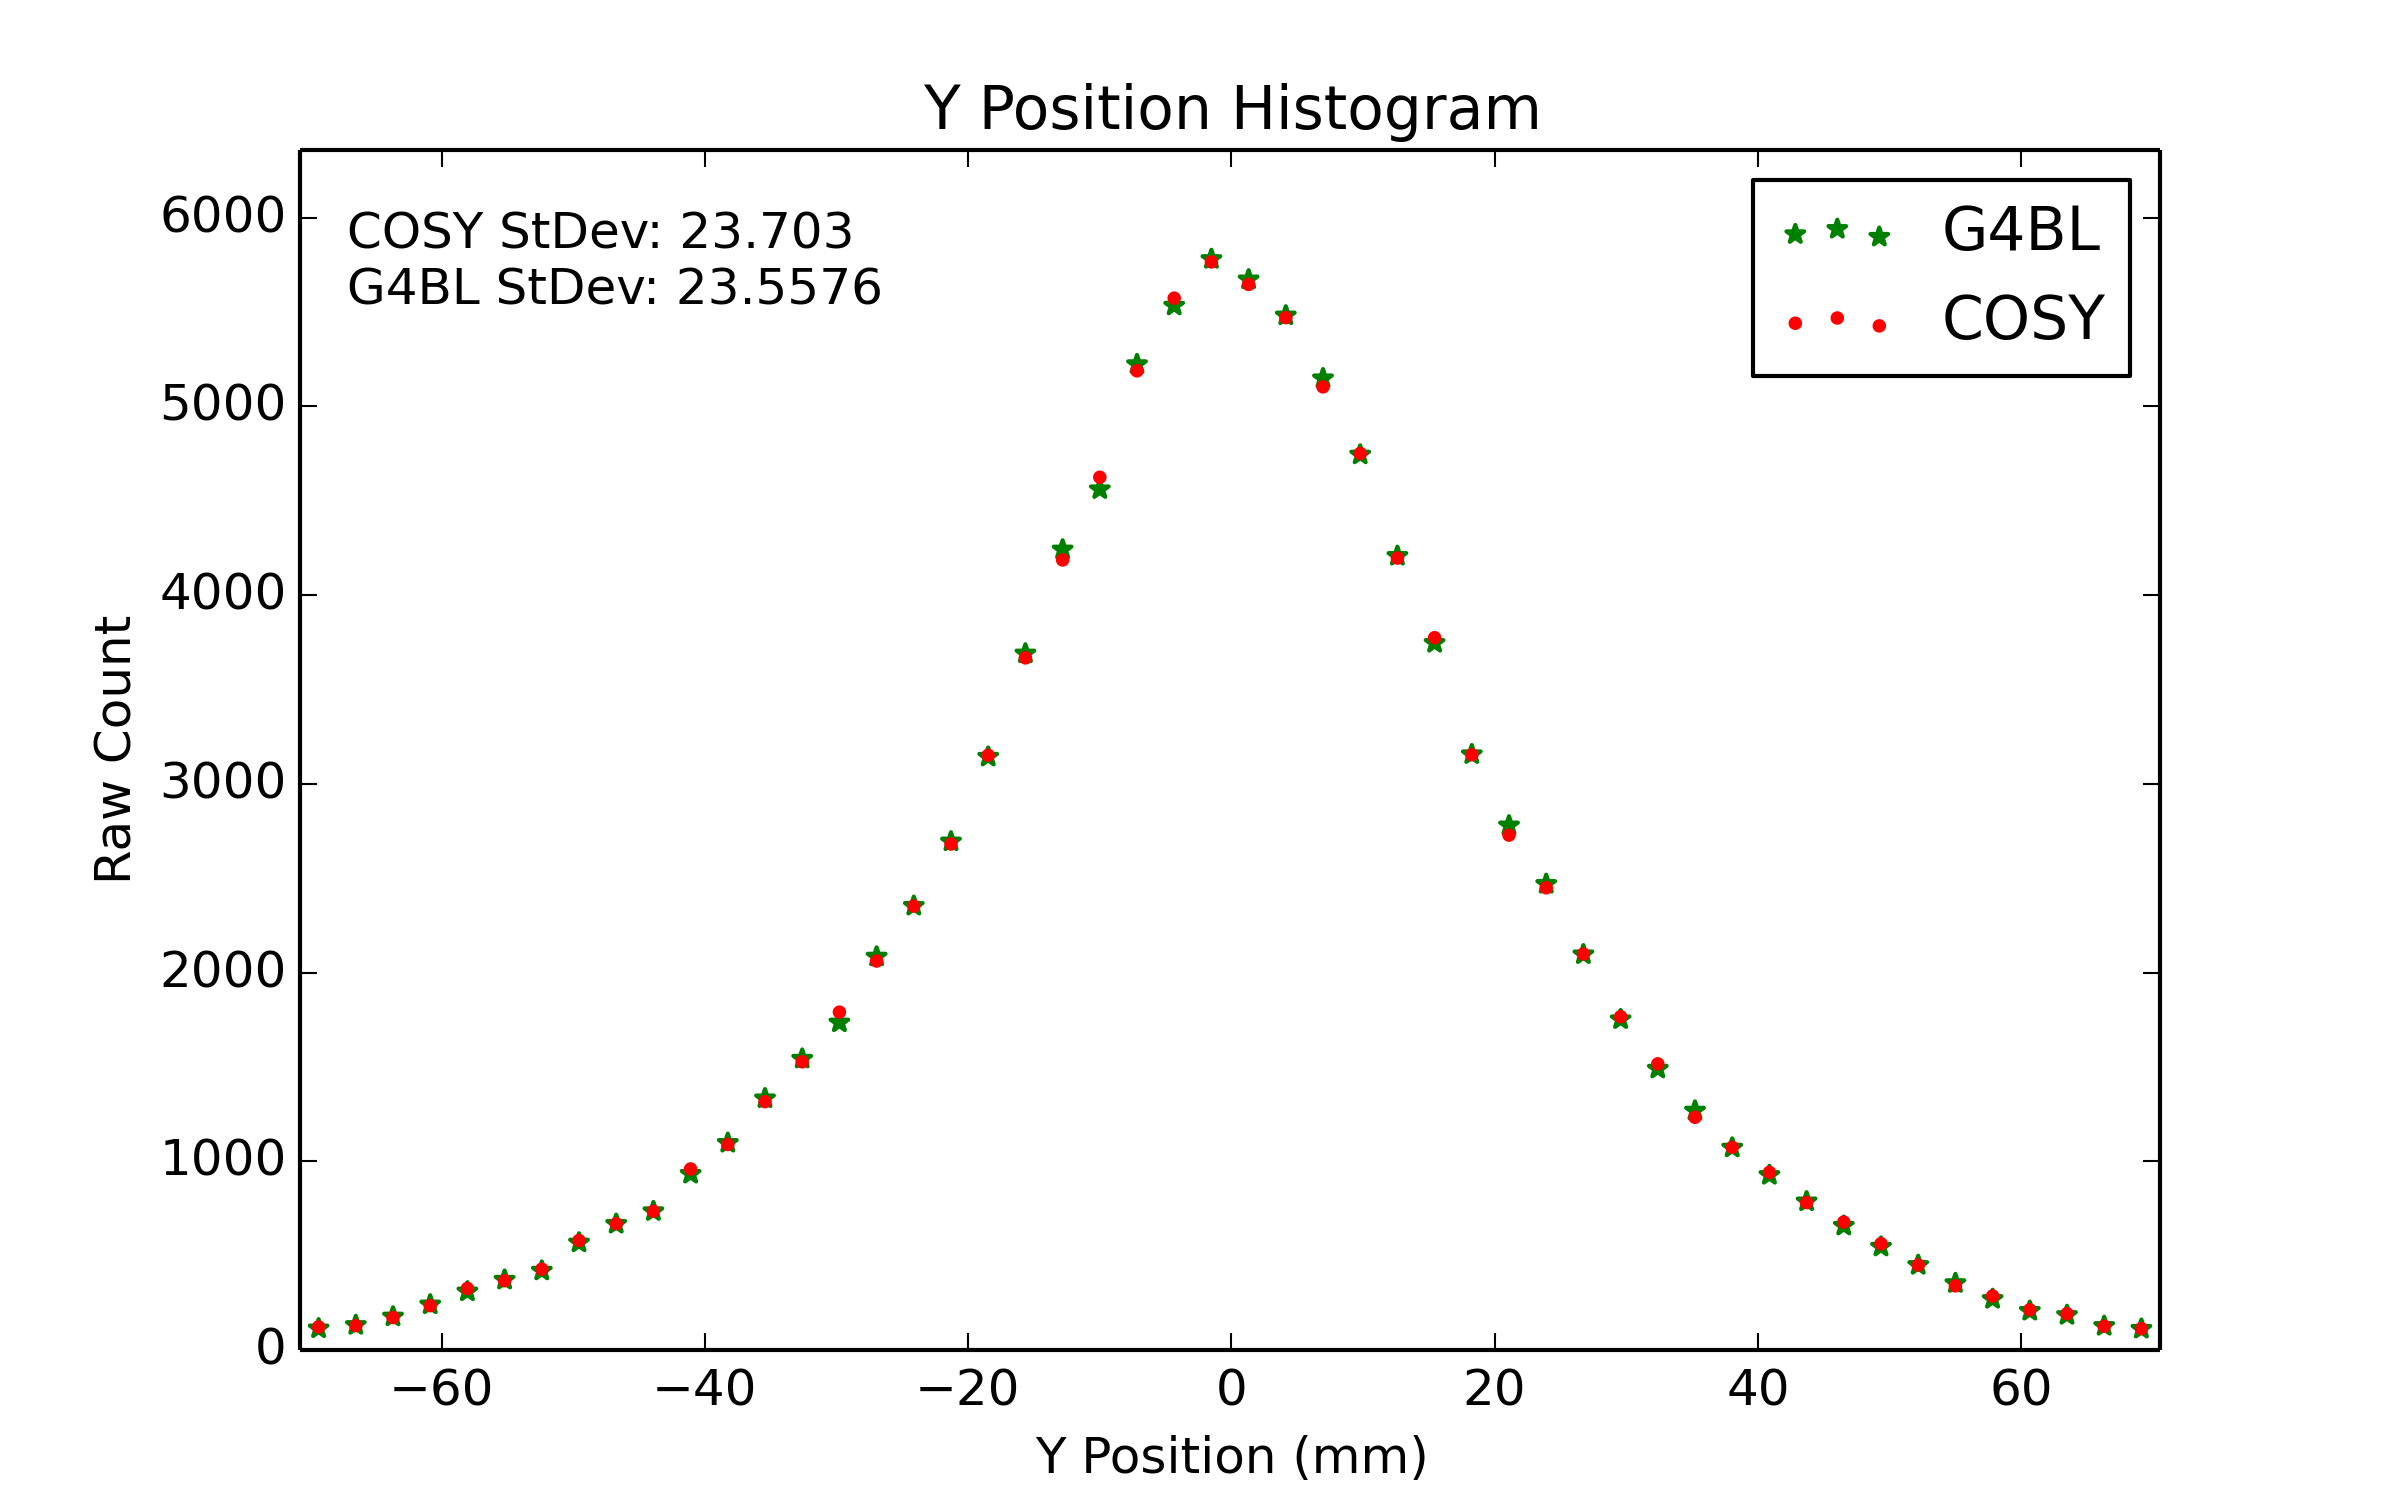 Y Position Histogram
COSY StDev: 23.703
G4BL StDev: 23.5576
G4BL
COSY
Raw Count
6000
5000
4000
3000
2000
1000
0
−60 −40 −20 0 20 40 60
Y Position (mm)